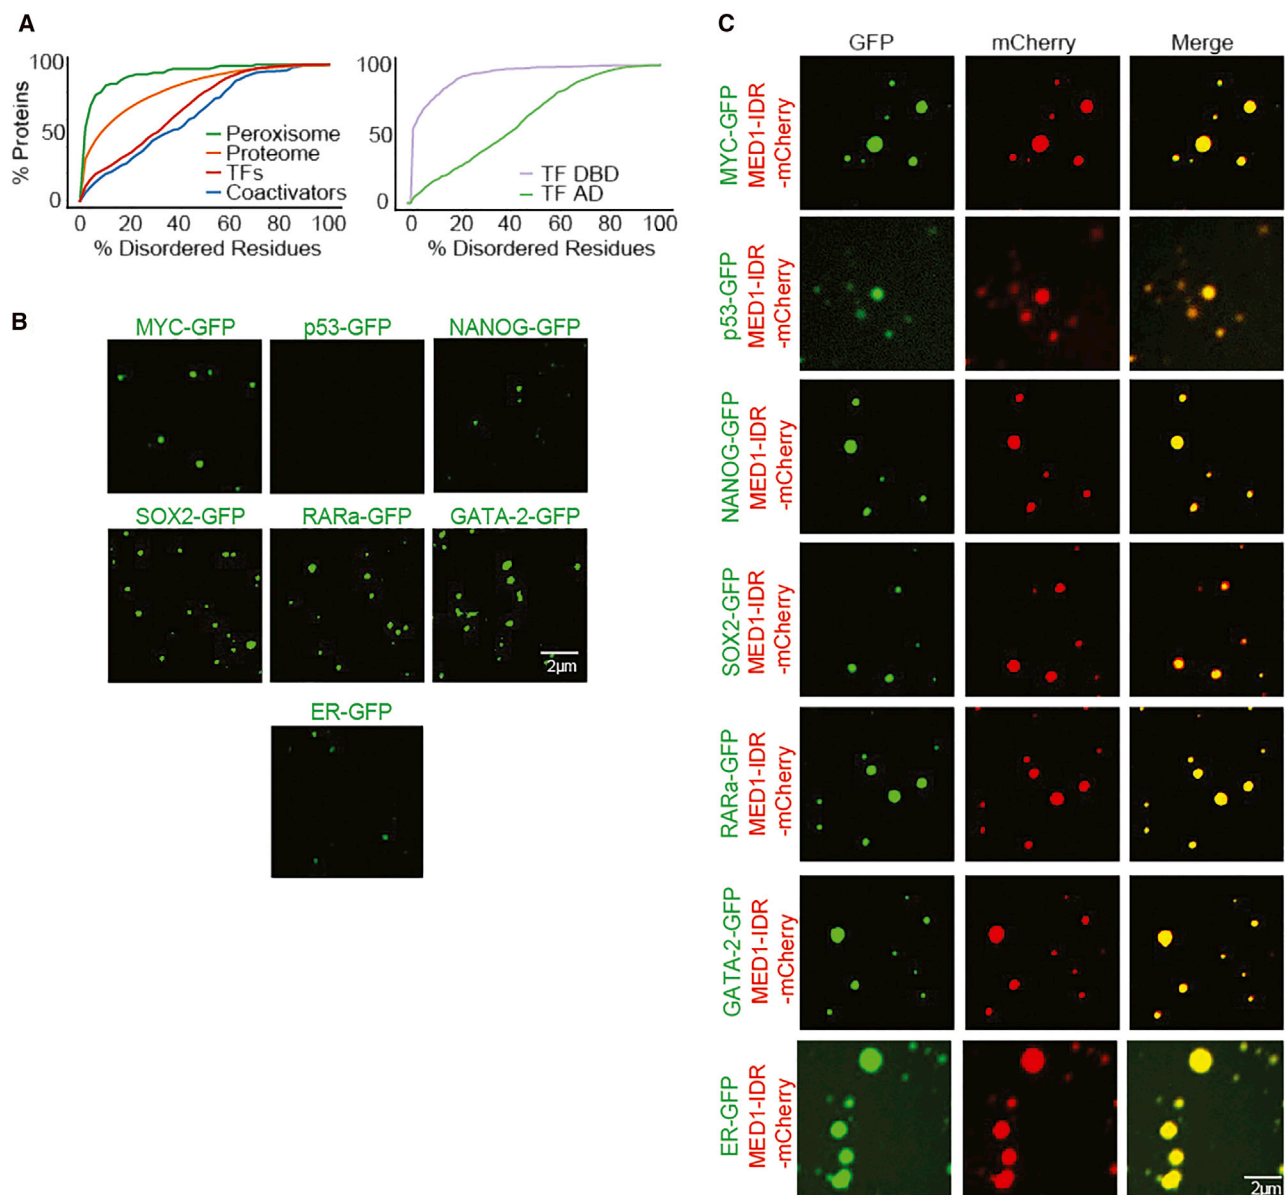 A
% Proteins
100
50
0
Peroxisome
Proteome
TFs
Coactivators
0 20 40 60 80 100
% Disordered Residues
100
50
0
TF DBD
TF AD
0 20 40 60 80 100
% Disordered Residues
B
MYC-GFP p53-GFP NANOG-GFP
SOX2-GFP RARa-GFP GATA-2-GFP
2µm
ER-GFP
C
GFP mCherry Merge
MYC-GFP
MED1-IDR
-mCherry
p53-GFP
MED1-IDR
-mCherry
NANOG-GFP
MED1-IDR
-mCherry
SOX2-GFP
MED1-IDR
-mCherry
RARa-GFP
MED1-IDR
-mCherry
GATA-2-GFP
MED1-IDR
-mCherry
ER-GFP
MED1-IDR
-mCherry
2µm